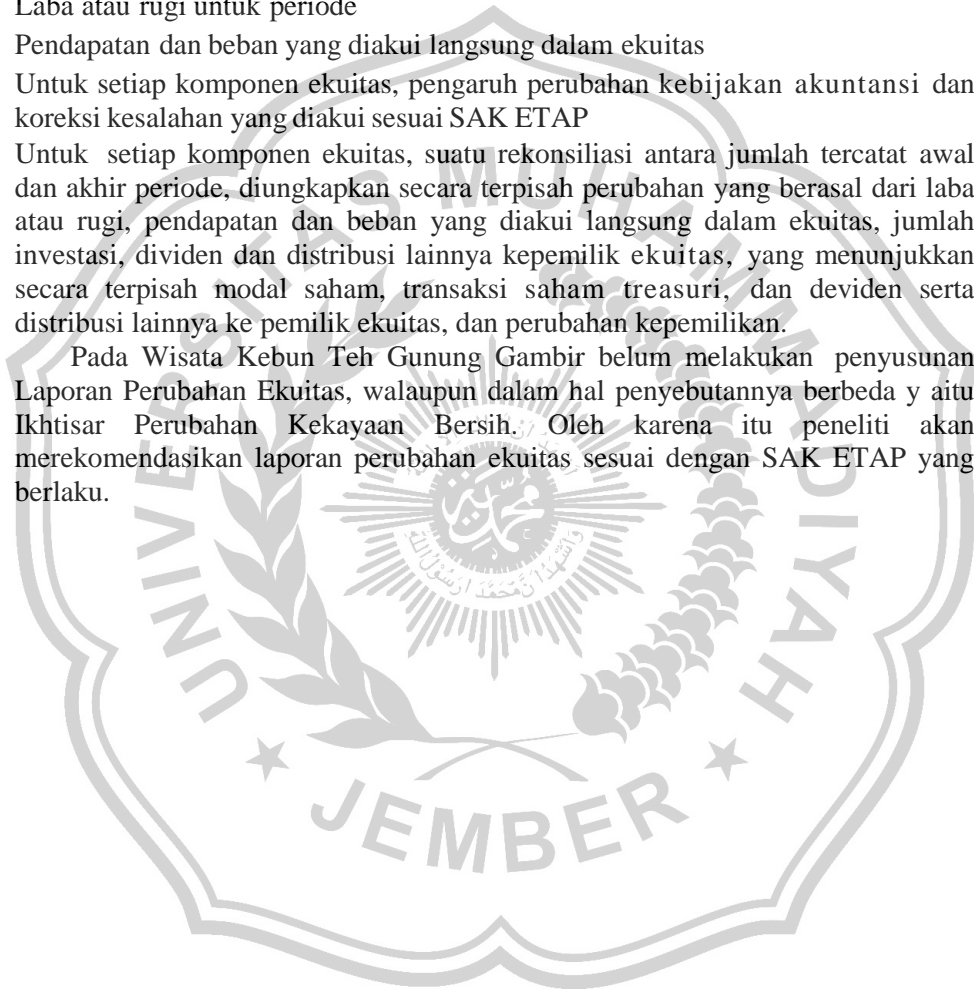 Laba atau rugi untuk periode
Pendapatan dan beban yang diakui langsung dalam ekuitas
Untuk setiap komponen ekuitas, pengaruh perubahan kebijakan akuntansi dan
koreksi kesalahan yang diakui sesuai SAK ETAP
Untuk setiap komponen ekuitas, suatu rekonsiliasi antara jumlah tercatat awal
dan akhir periode, diungkapkan secara terpisah perubahan yang berasal dari laba
atau rugi, pendapatan dan beban yang diakui langsung dalam ekuitas, jumlah
investasi, dividen dan distribusi lainnya kepemilik ekuitas, yang menunjukkan
secara terpisah modal saham, transaksi saham treasuri, dan deviden serta
distribusi lainnya ke pemilik ekuitas, dan perubahan kepemilikan.
Pada Wisata Kebun Teh Gunung Gambir belum melakukan penyusunan
Laporan Perubahan Ekuitas, walaupun dalam hal penyebutannya berbeda y aitu
Ikhtisar Perubahan Kekayaan Bersih. Oleh karena itu peneliti akan
merekomendasikan laporan perubahan ekuitas sesuai dengan SAK ETAP yang
berlaku.
UNIVERSITAS MUHAMMADIYAH
JEMBER